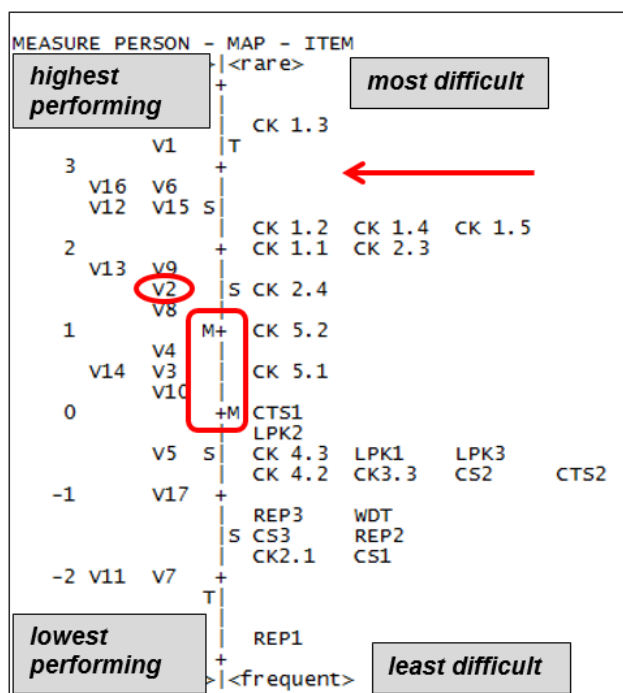 MEASURE PERSON - MAP - ITEM
highest performing >|<rare> most difficult
+
|
| CK 1.3
V1 |T
3 +
V16 V6 |
V12 V15 S|
| CK 1.2 CK 1.4 CK 1.5
2 + CK 1.1 CK 2.3
V13 V9 |
V2 |S CK 2.4
V8 |
1 M+ CK 5.2
V4 |
V14 V3 | CK 5.1
V10 |
0 +M CTS1
| LPK2
V5 S| CK 4.3 LPK1 LPK3
| CK 4.2 CK3.3 CS2 CTS2
-1 V17 +
| REP3 WDT
|S CS3 REP2
| CK2.1 CS1
-2 V11 V7 +
T|
|
lowest | REP1
performing +
>|<frequent> least difficult